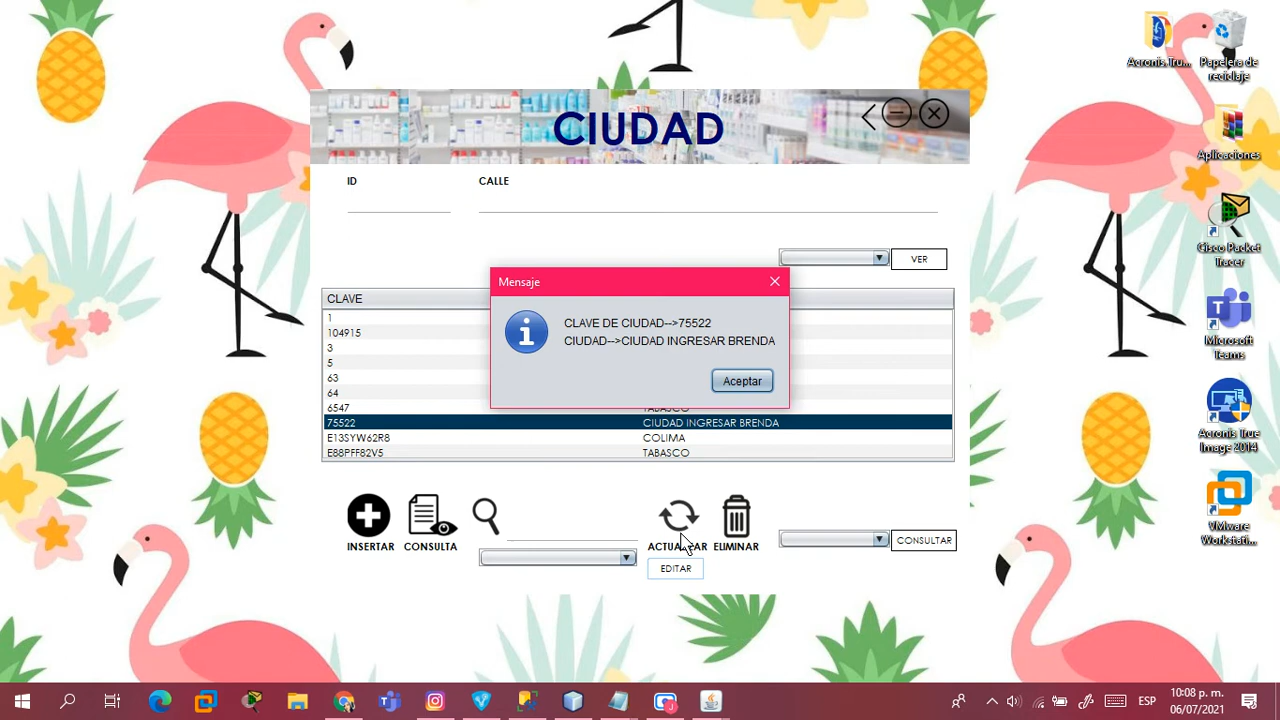 Acronis Tru...
Papelera de
reciclaje
CIUDAD
ID
CALLE
Aplicaciones
VER
Mensaje
CLAVE
CLAVE DE CIUDAD-->75522
CIUDAD-->CIUDAD INGRESAR BRENDA
Aceptar
1
104915
3
5
63
64
6547 TABASCO
75522 CIUDAD INGRESAR BRENDA
E13SYW62R8 COLIMA
E88PFF82V5 TABASCO
Cisco Packet
Tracer
Microsoft
Teams
Acronis True
Image 2014
VMware
Workstati...
INSERTAR
CONSULTA
ELIMINAR
CONSULTAR
EDITAR
ESP
10:08 p. m.
06/07/2021